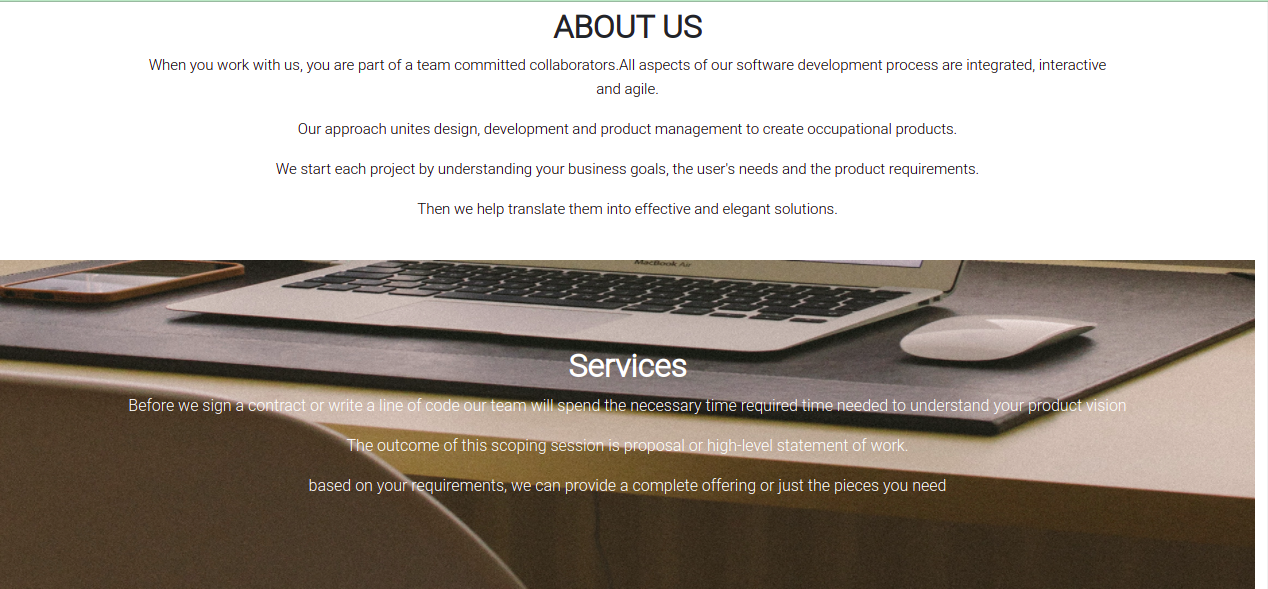 ABOUT US
When you work with us, you are part of a team committed collaborators.All aspects of our software development process are integrated, interactive
and agile.
Our approach unites design, development and product management to create occupational products.
We start each project by understanding your business goals, the user's needs and the product requirements.
Then we help translate them into effective and elegant solutions.
MacBook Air
Services
Before we sign a contract or write a line of code our team will spend the necessary time required time needed to understand your product vision
The outcome of this scoping session is proposal or high-level statement of work.
based on your requirements, we can provide a complete offering or just the pieces you need